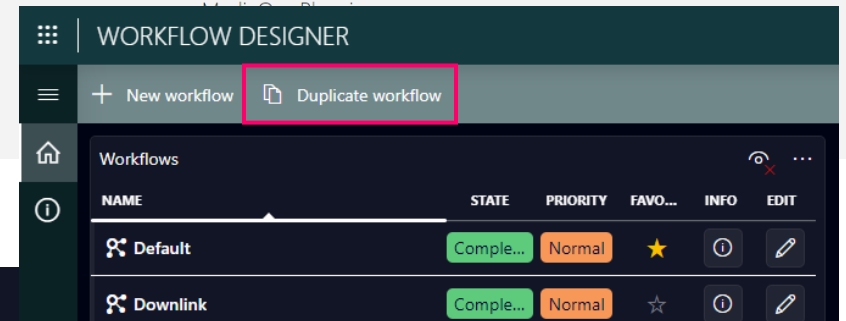 WORKFLOW DESIGNER
New workflow Duplicate workflow
Workflows
NAME STATE PRIORITY FAVO... INFO EDIT
Default Comple... Normal
Downlink Comple... Normal